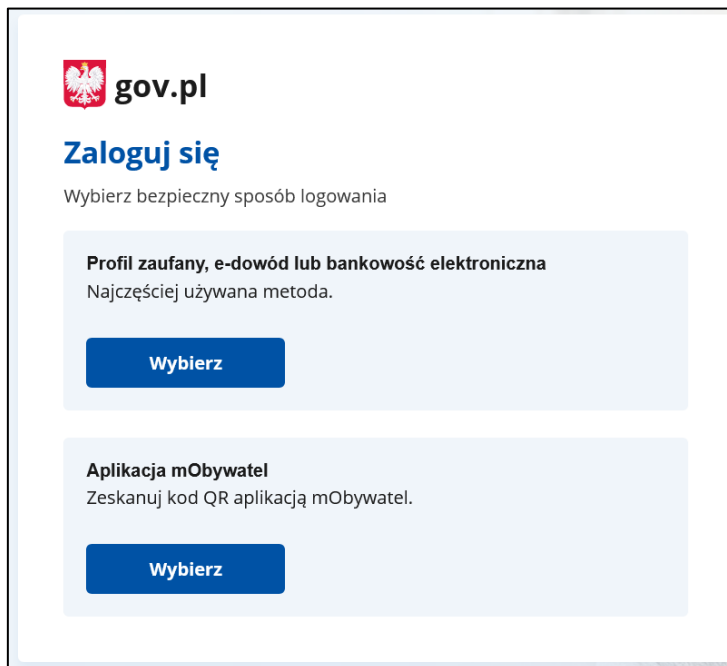 gov.pl
Zaloguj się
Wybierz bezpieczny sposób logowania
Profil zaufany, e-dowód lub bankowość elektroniczna
Najczęściej używana metoda.
Wybierz
Aplikacja mObywatel
Zeskanuj kod QR aplikacją mObywatel.
Wybierz